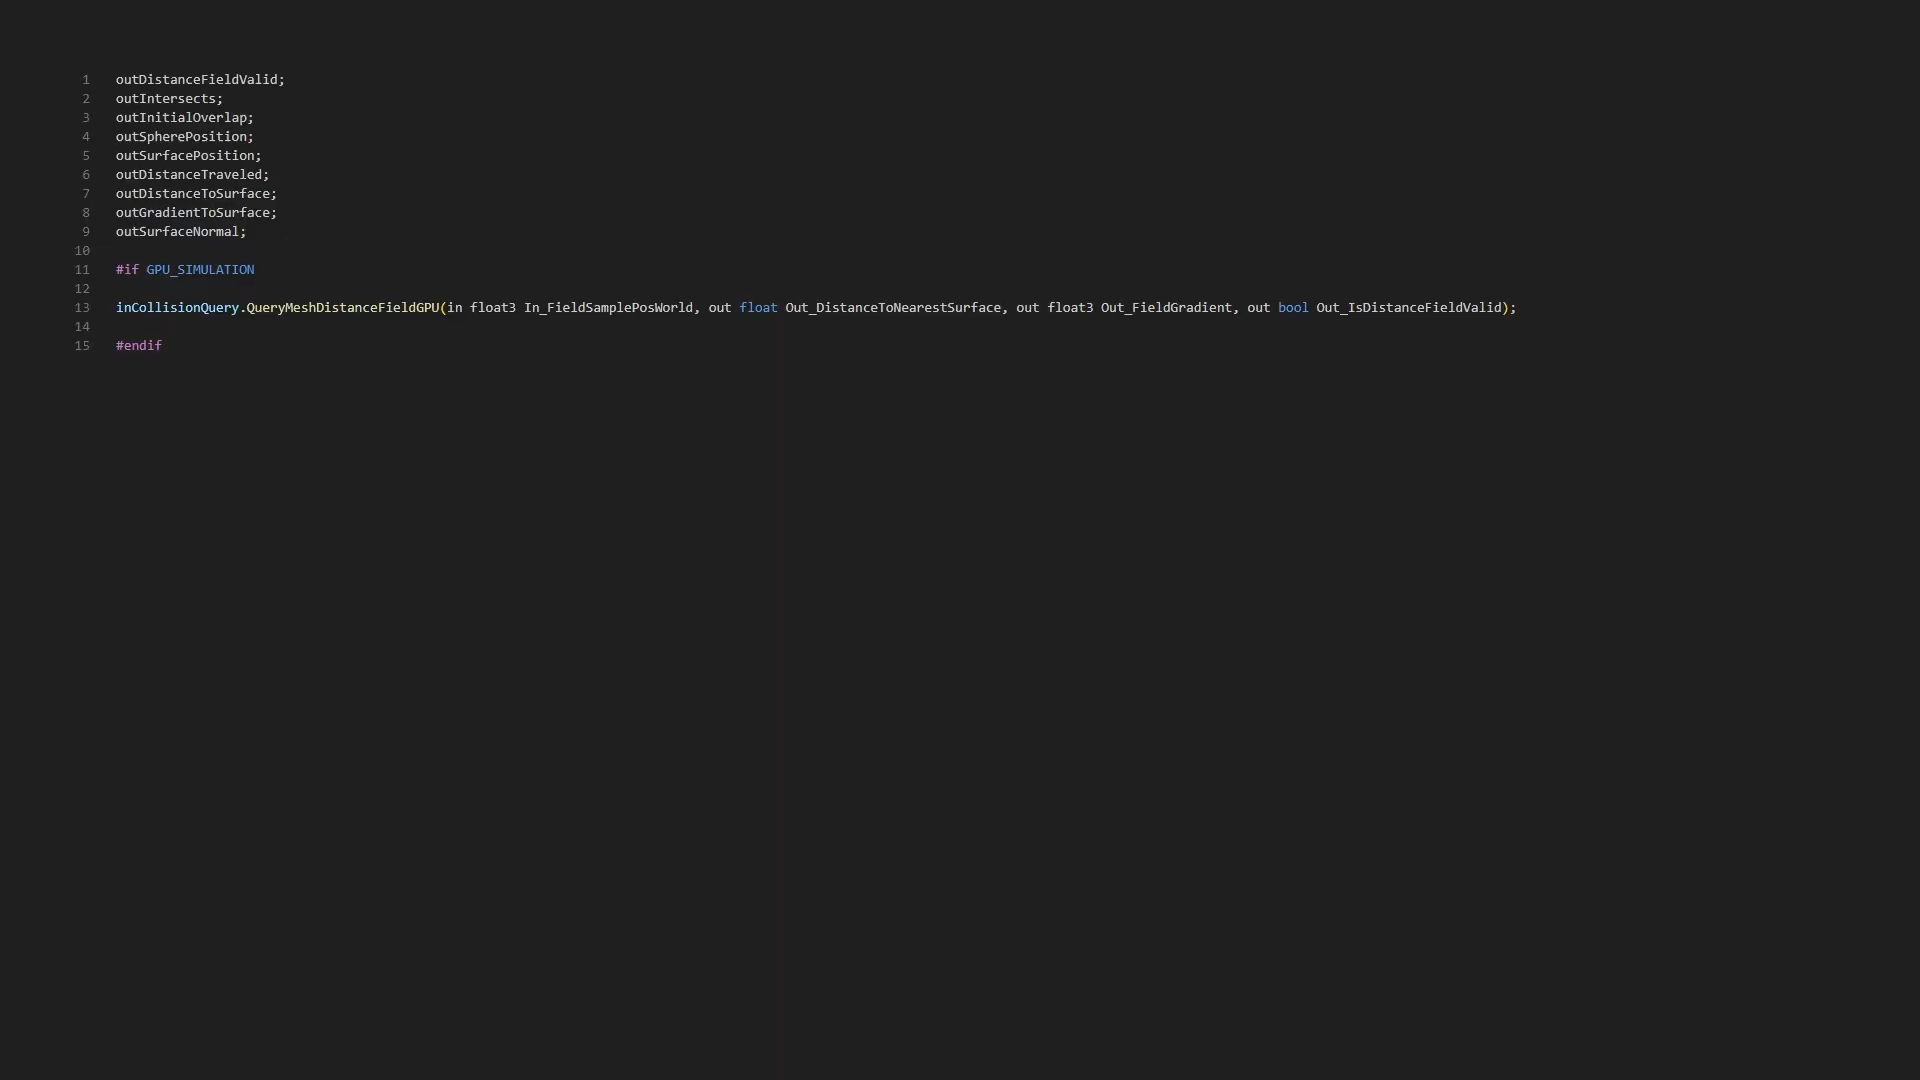 1 outDistanceFieldValid;
2 outIntersects;
3 outInitialOverlap;
4 outSpherePosition;
5 outSurfacePosition;
6 outDistanceTraveled;
7 outDistanceToSurface;
8 outGradientToSurface;
9 outSurfaceNormal;
10
11 #if GPU_SIMULATION
12
13 inCollisionQuery.QueryMeshDistanceFieldGPU(in float3 In_FieldSamplePosWorld, out float Out_DistanceToNearestSurface, out float3 Out_FieldGradient, out bool Out_IsDistanceFieldValid);
14
15 #endif